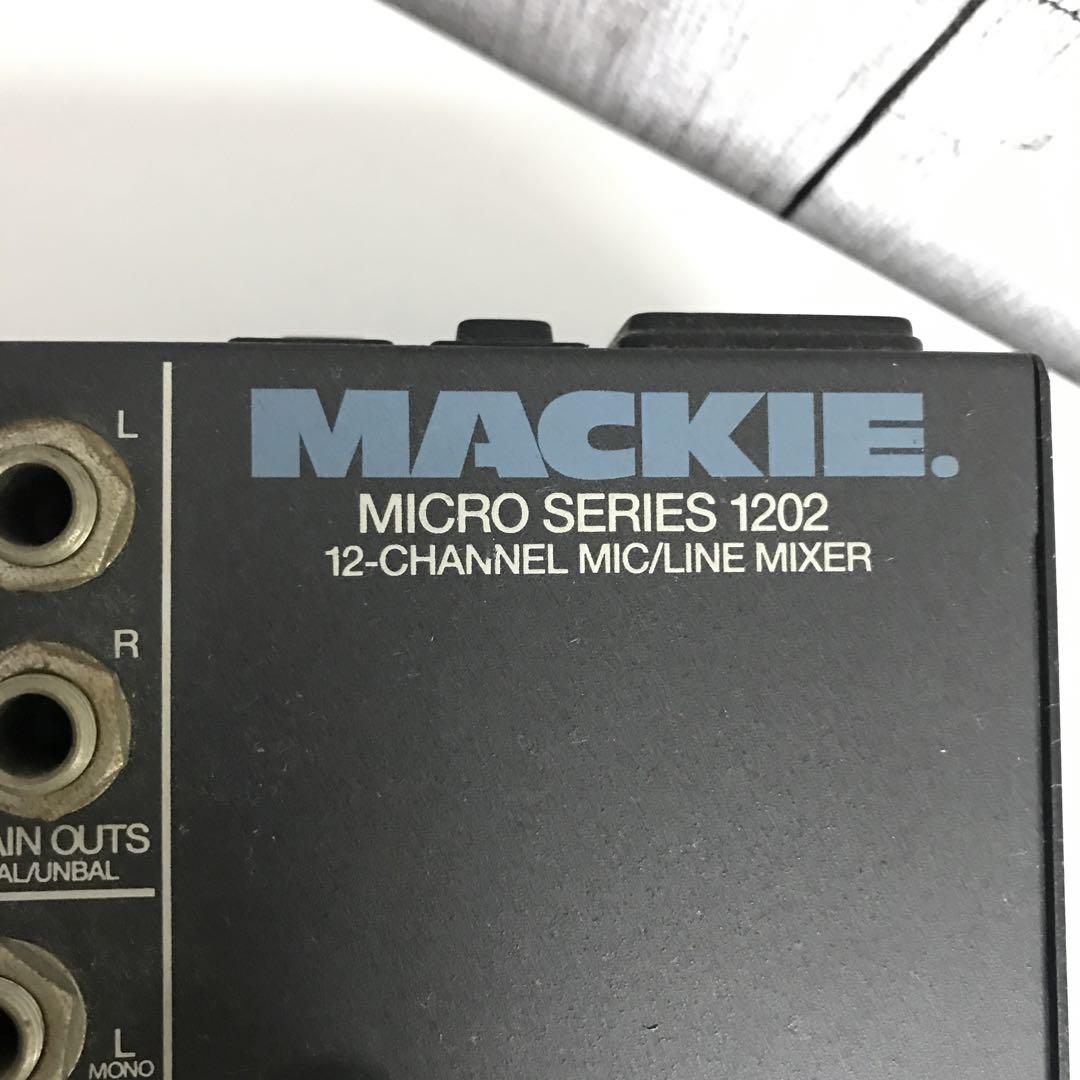 MACKIE.
MICRO SERIES 1202
12-CHANNEL MIC/LINE MIXER
L
R
AIN OUTS
AL/UNBAL
L
MONO